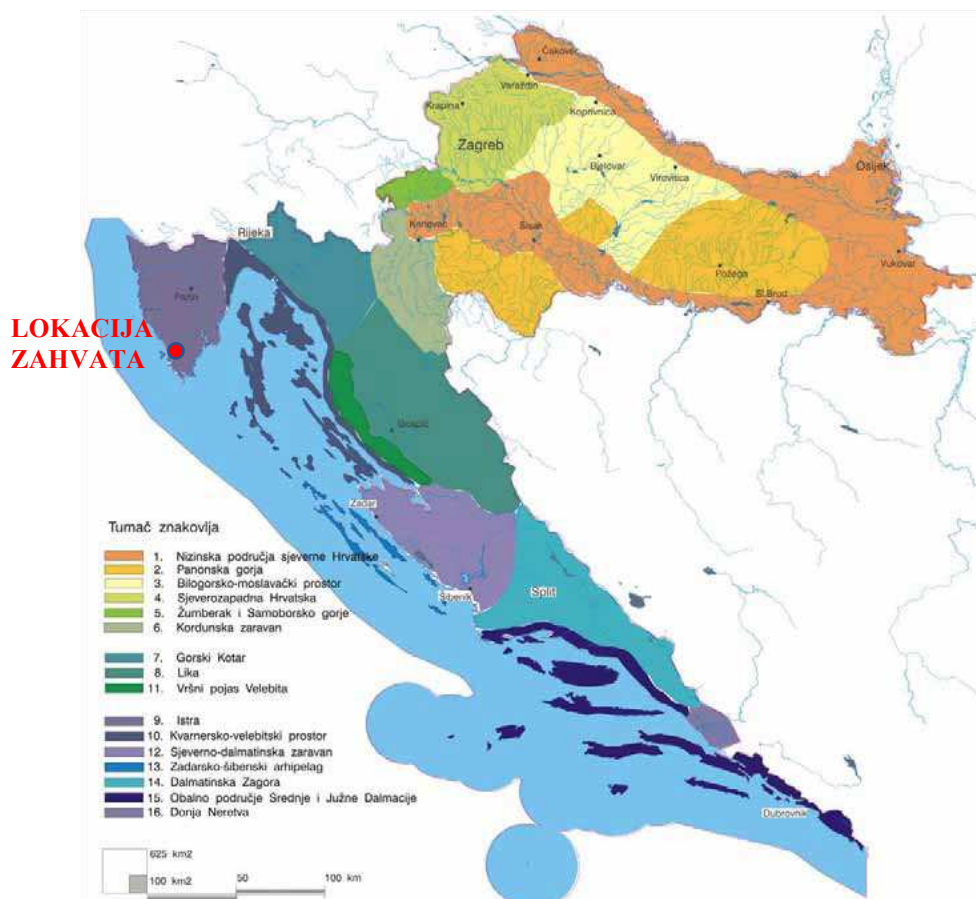 Čakovec
Varaždin
Krapina
Koprivnica
Zagreb
Bjelovar
Virovitica
Osijek
Karlovac
Sisak
Rijeka
Požega
Vukovar
Sl.Brod
Pazin
LOKACIJA
ZAHVATA
Gospić
Zadar
Tumač znakovija
1. Nizinska područja sjeverne Hrvatske
2. Panonska gorja
3. Bilogorsko-moslavački prostor
4. Sjeverozapadna Hrvatska
5. Žumberak i Samoborsko gorje
6. Kordunska zaravan
Šibenik
Split
7. Gorski Kotar
8. Lika
11. Vršni pojas Velebita
9. Istra
10. Kvarnersko-velebitski prostor
12. Sjeverno-dalmatinska zaravan
13. Zadarsko-šibenski arhipelag
14. Dalmatinska Zagora
15. Obalno područje Srednje i Južne Dalmacije
16. Donja Neretva
Dubrovnik
625 km2
100 km2
50
100 km